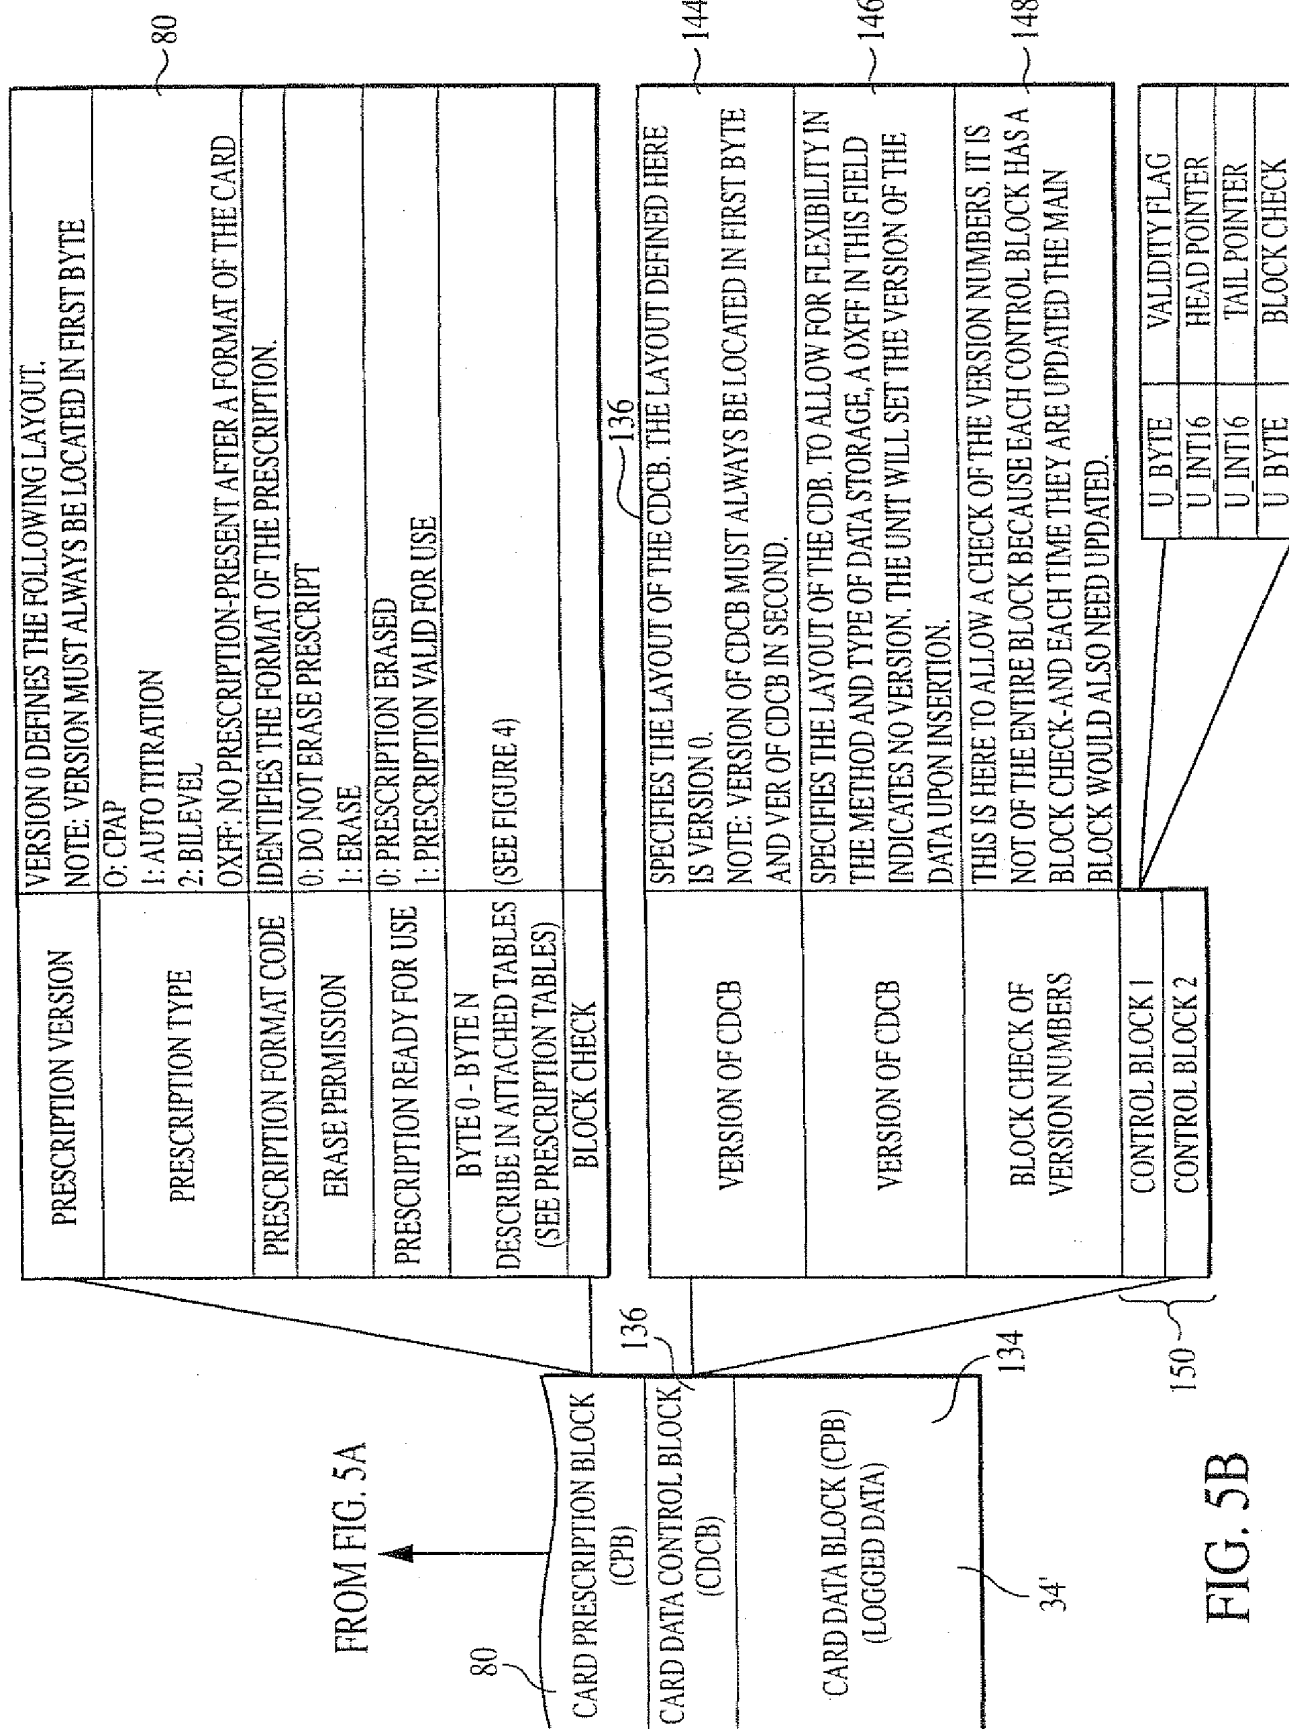 FROM FIG. 5A
80
CARD PRESCRIPTION BLOCK
(CPB)
CARD DATA CONTROL BLOCK
(CDCB)
136
CARD DATA BLOCK (CPB)
(LOGGED DATA)
134
34'
PRESCRIPTION VERSION
VERSION 0 DEFINES THE FOLLOWING LAYOUT.
NOTE: VERSION MUST ALWAYS BE LOCATED IN FIRST BYTE
PRESCRIPTION TYPE
O: CPAP
1: AUTO TITRATION
2: BILEVEL
OXFF: NO PRESCRIPTION-PRESENT AFTER A FORMAT OF THE CARD
80
PRESCRIPTION FORMAT CODE
IDENTIFIES THE FORMAT OF THE PRESCRIPTION.
ERASE PERMISSION
0: DO NOT ERASE PRESCRIPT
1: ERASE
PRESCRIPTION READY FOR USE
0: PRESCRIPTION ERASED
1: PRESCRIPTION VALID FOR USE
BYTE 0 - BYTE N
DESCRIBE IN ATTACHED TABLES
(SEE PRESCRIPTION TABLES)
(SEE FIGURE 4)
BLOCK CHECK
136
VERSION OF CDCB
SPECIFIES THE LAYOUT OF THE CDCB. THE LAYOUT DEFINED HERE
IS VERSION 0.
NOTE: VERSION OF CDCB MUST ALWAYS BE LOCATED IN FIRST BYTE
AND VER OF CDCB IN SECOND.
144
VERSION OF CDCB
SPECIFIES THE LAYOUT OF THE CDB. TO ALLOW FOR FLEXIBILITY IN
THE METHOD AND TYPE OF DATA STORAGE, A OXFF IN THIS FIELD
INDICATES NO VERSION. THE UNIT WILL SET THE VERSION OF THE
DATA UPON INSERTION.
146
BLOCK CHECK OF
VERSION NUMBERS
THIS IS HERE TO ALLOW A CHECK OF THE VERSION NUMBERS. IT IS
NOT OF THE ENTIRE BLOCK BECAUSE EACH CONTROL BLOCK HAS A
BLOCK CHECK-AND EACH TIME THEY ARE UPDATED THE MAIN
BLOCK WOULD ALSO NEED UPDATED.
148
CONTROL BLOCK 1
CONTROL BLOCK 2
150
U_BYTE VALIDITY FLAG
U_INT16 HEAD POINTER
U_INT16 TAIL POINTER
U_BYTE BLOCK CHECK
FIG. 5B